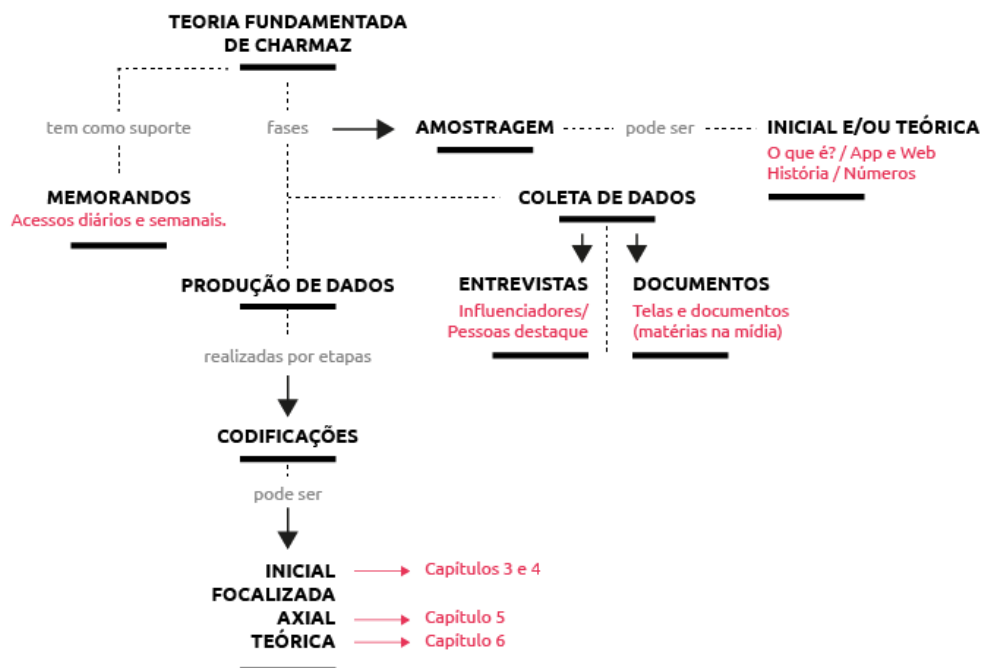 TEORIA FUNDAMENTADA
DE CHARMAZ
tem como suporte
fases
AMOSTRAGEM
pode ser
INICIAL E/OU TEÓRICA
O que é? / App e Web
História / Números
MEMORANDOS
Acessos diários e semanais.
COLETA DE DADOS
PRODUÇÃO DE DADOS
ENTREVISTAS
Influenciadores/
Pessoas destaque
DOCUMENTOS
Telas e documentos
(matérias na mídia)
realizadas por etapas
CODIFICAÇÕES
pode ser
INICIAL
Capítulos 3 e 4
FOCALIZADA
AXIAL
Capítulo 5
TEÓRICA
Capítulo 6